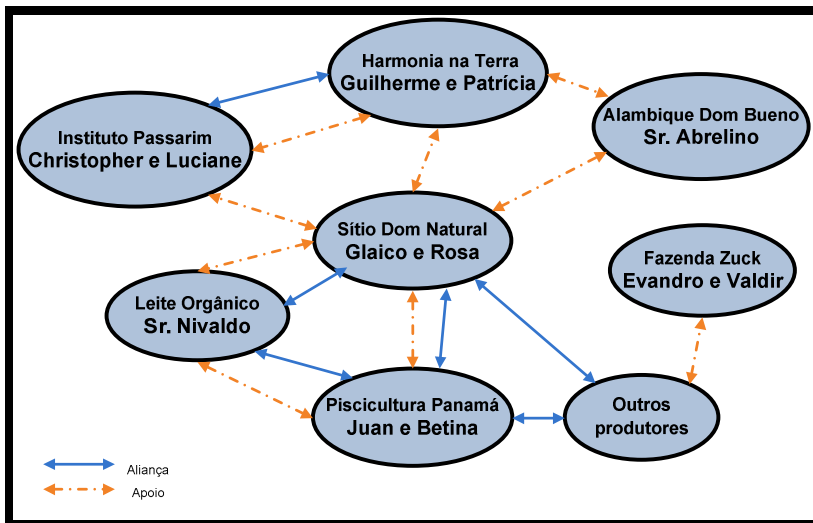 Harmonia na Terra
Guilherme e Patrícia
Alambique Dom Bueno
Sr. Abrelino
Instituto Passarim
Christopher e Luciane
Sítio Dom Natural
Glaico e Rosa
Fazenda Zuck
Evandro e Valdir
Leite Orgânico
Sr. Nivaldo
Piscicultura Panamá
Juan e Betina
Outros
produtores
Aliança
Apoio